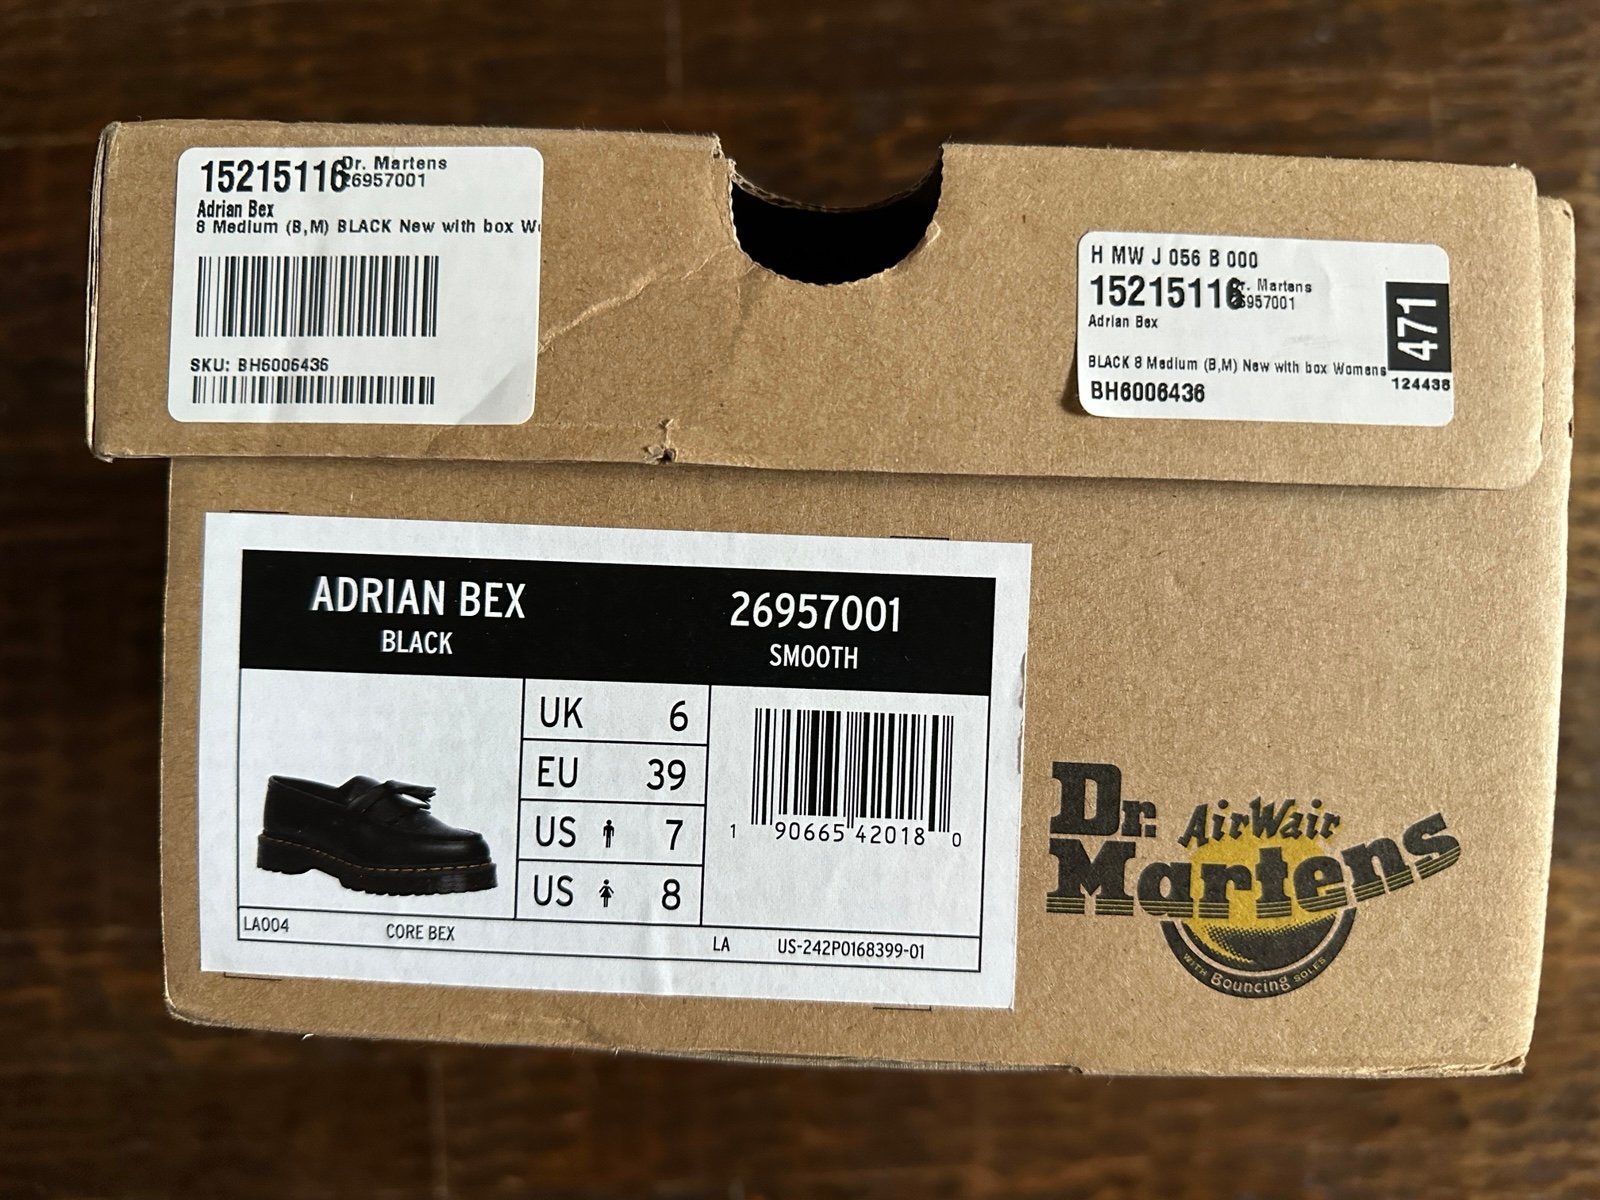 15215116
Dr. Martens
26957001
Adrian Bex
8 Medium (B,M) BLACK New with box
SKU: BH6006436
H MW J 056 B 000
15215116
Dr. Martens
26957001
Adrian Bex
BLACK 8 Medium (B,M) New with box Womens
BH6006436
471
124438
ADRIAN BEX
BLACK
26957001
SMOOTH
UK 6
EU 39
US 7
US 8
1 90665 42018 0
LA004
CORE BEX
LA
US-242P0168399-01
Dr. Martens
AirWair
WITH Bouncing SOLES